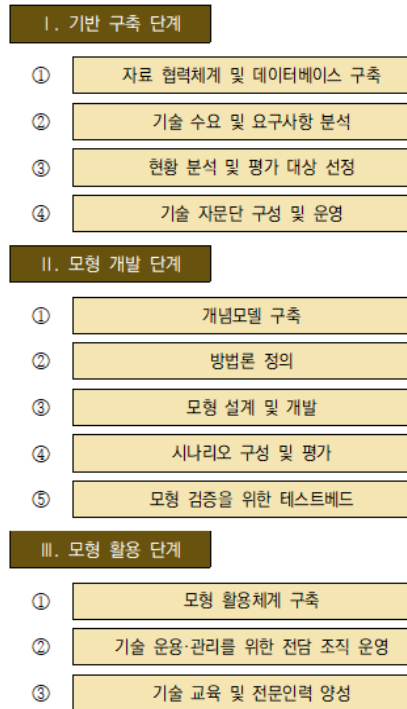 Ⅰ. 기반 구축 단계
① 자료 협력체계 및 데이터베이스 구축
② 기술 수요 및 요구사항 분석
③ 현황 분석 및 평가 대상 선정
④ 기술 자문단 구성 및 운영
Ⅱ. 모형 개발 단계
① 개념모델 구축
② 방법론 정의
③ 모형 설계 및 개발
④ 시나리오 구성 및 평가
⑤ 모형 검증을 위한 테스트베드
Ⅲ. 모형 활용 단계
① 모형 활용체계 구축
② 기술 운용·관리를 위한 전담 조직 운영
③ 기술 교육 및 전문인력 양성